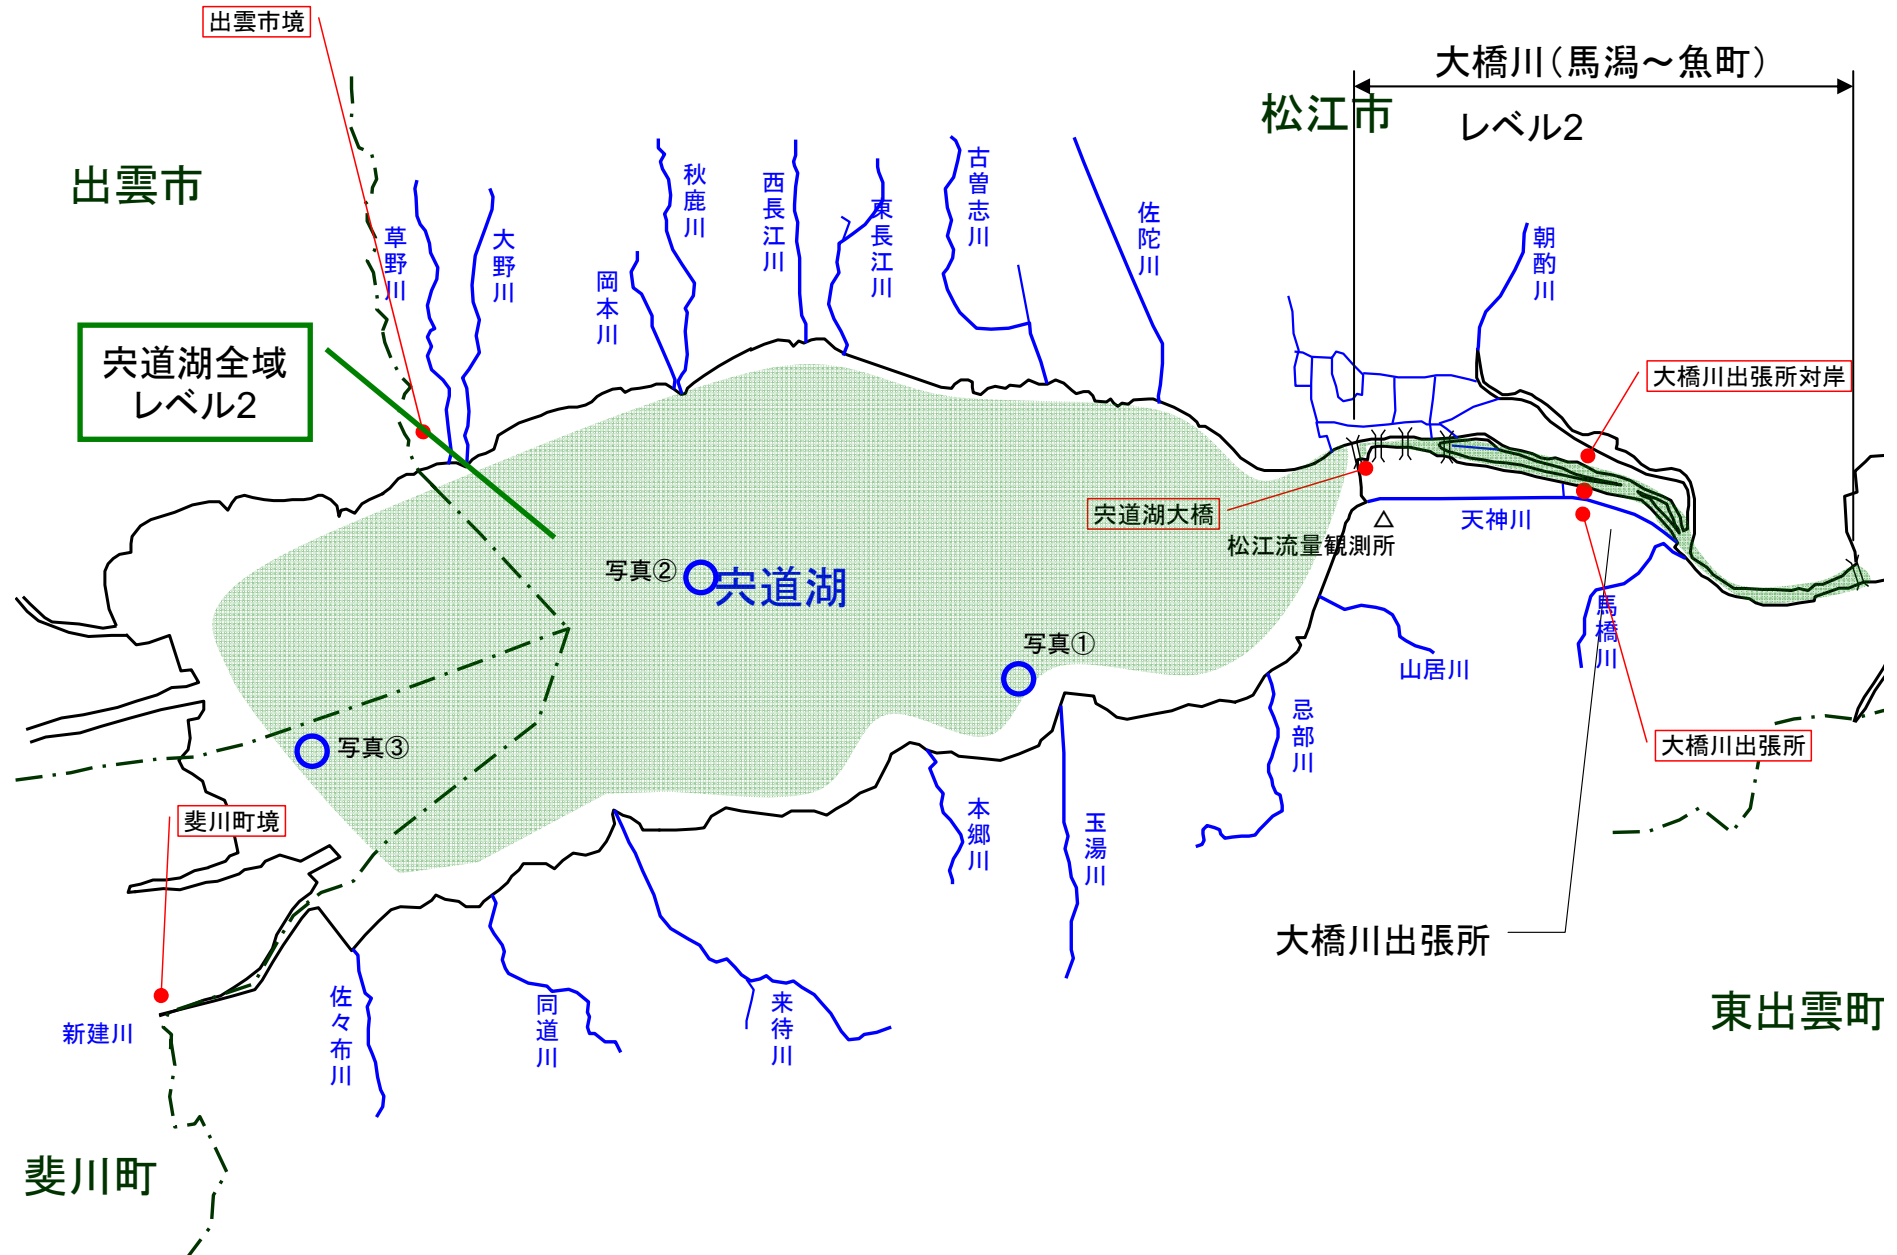 出雲市境
大橋川（馬潟～魚町）
松江市
レベル2
出雲市
草野川
大野川
岡本川
秋鹿川
西長江川
東長江川
古曽志川
佐陀川
朝酌川
宍道湖全域
レベル2
大橋川出張所対岸
宍道湖大橋
天神川
松江流量観測所
写真②
宍道湖
写真①
馬橋川
山居川
忌部川
大橋川出張所
写真③
斐川町境
本郷川
玉湯川
大橋川出張所
佐々布川
同道川
来待川
新建川
東出雲町
斐川町